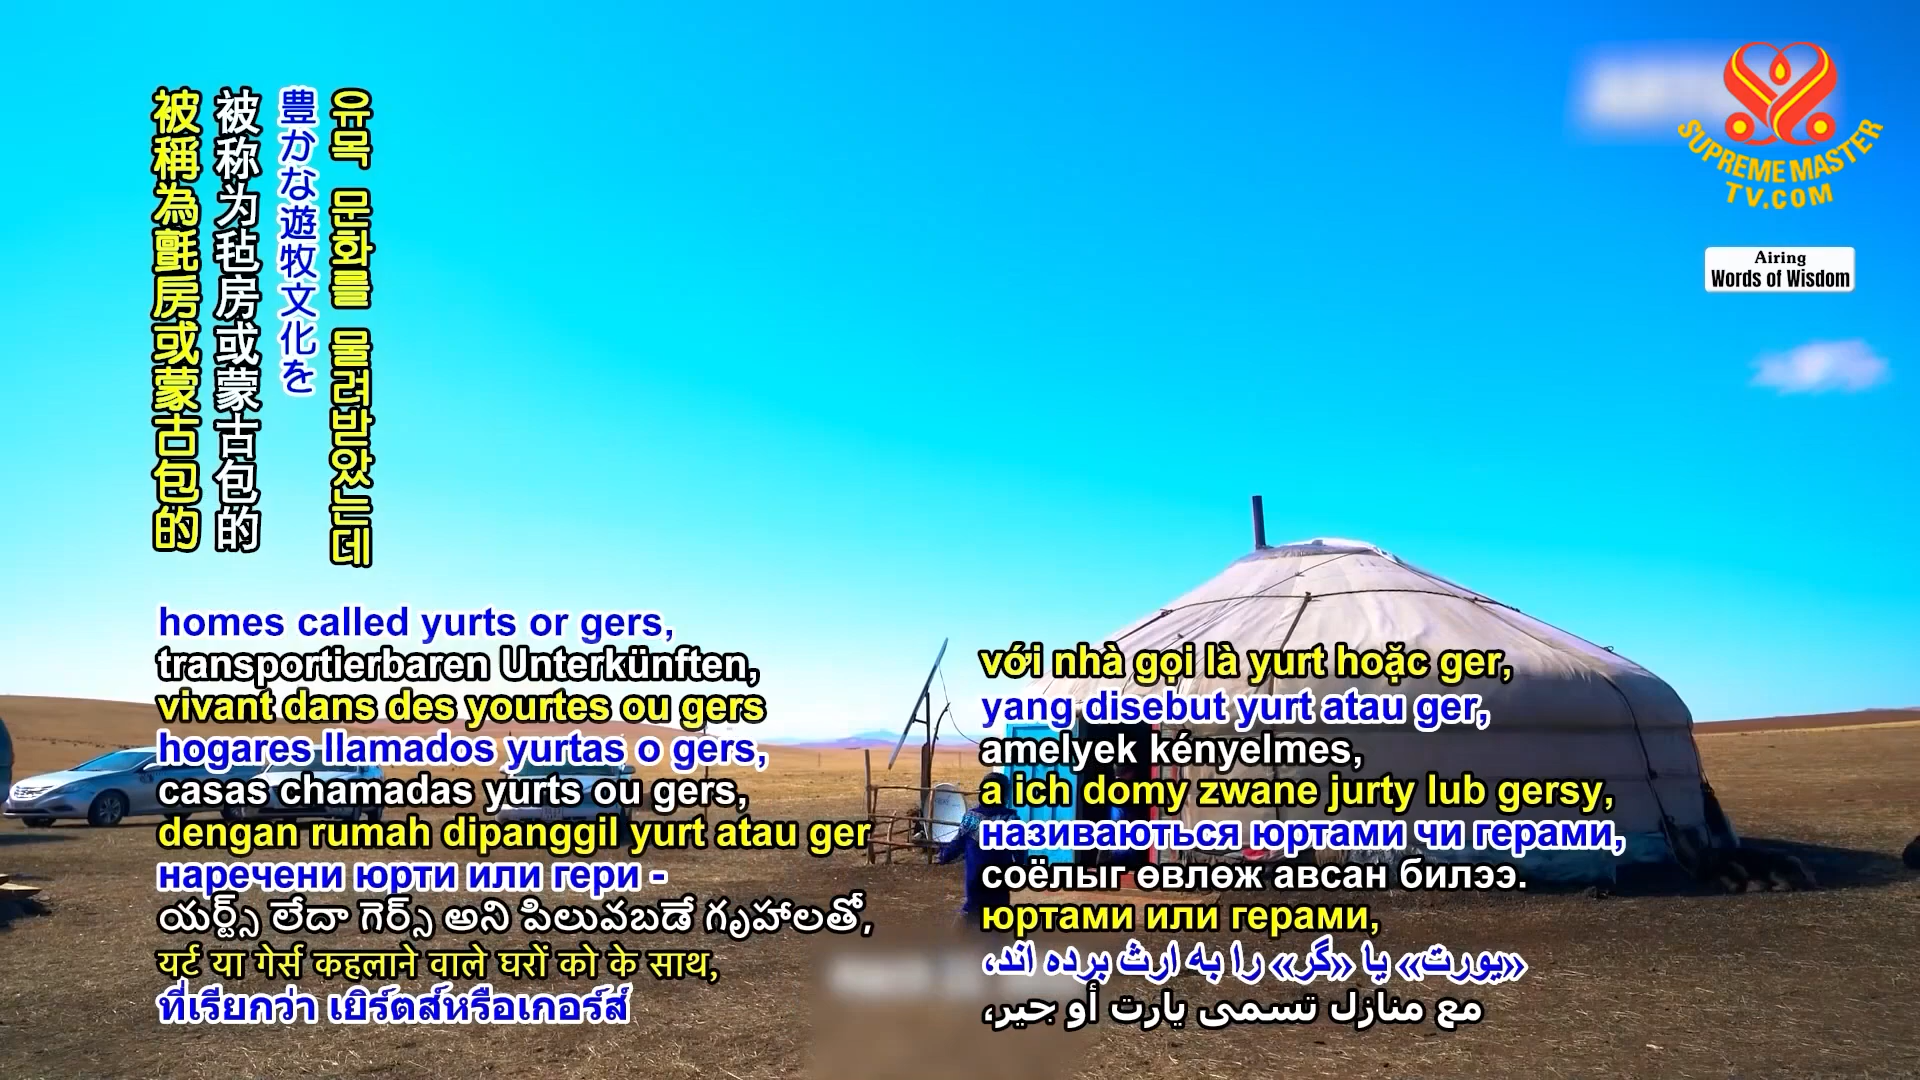 유목 문화를 물려받았는데
豊かな遊牧文化を
被称为毡房或蒙古包的
被稱為氈房或蒙古包的
SUPREME MASTER
TV.COM
Airing
Words of Wisdom
homes called yurts or gers,
transportierbaren Unterkünften,
vivant dans des yourtes ou gers
hogares llamados yurtas o gers,
casas chamadas yurts ou gers,
dengan rumah dipanggil yurt atau ger
наречени юрти или гери -
యర్ట్స్ లేదా గెర్స్ అని పిలువబడే గృహాలతో,
यर्ट या गेर्स कहलाने वाले घरों को के साथ,
ที่เรียกว่า เยิร์ตส์หรือเกอร์ส์
với nhà gọi là yurt hoặc ger,
yang disebut yurt atau ger,
amelyek kényelmes,
a ich domy zwane jurty lub gersy,
називаються юртами чи герами,
соёлыг өвлөж авсан билээ.
юртами или герами,
«یورت» یا «گر» را به ارث برده اند،
مع منازل تسمى يارت أو جير،